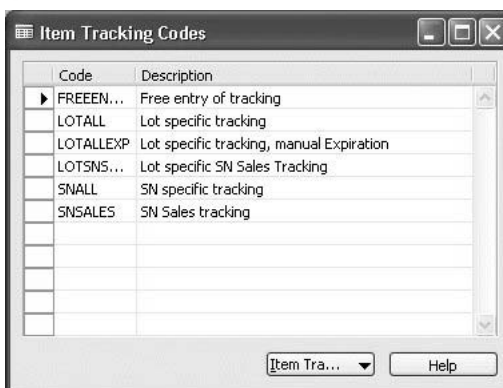 Item Tracking Codes
Code Description
FREEEN... Free entry of tracking
LOTALL Lot specific tracking
LOTALLEXP Lot specific tracking, manual Expiration
LOTSNS... Lot specific SN Sales Tracking
SNALL SN specific tracking
SNSALES SN Sales tracking
Item Tra... Help